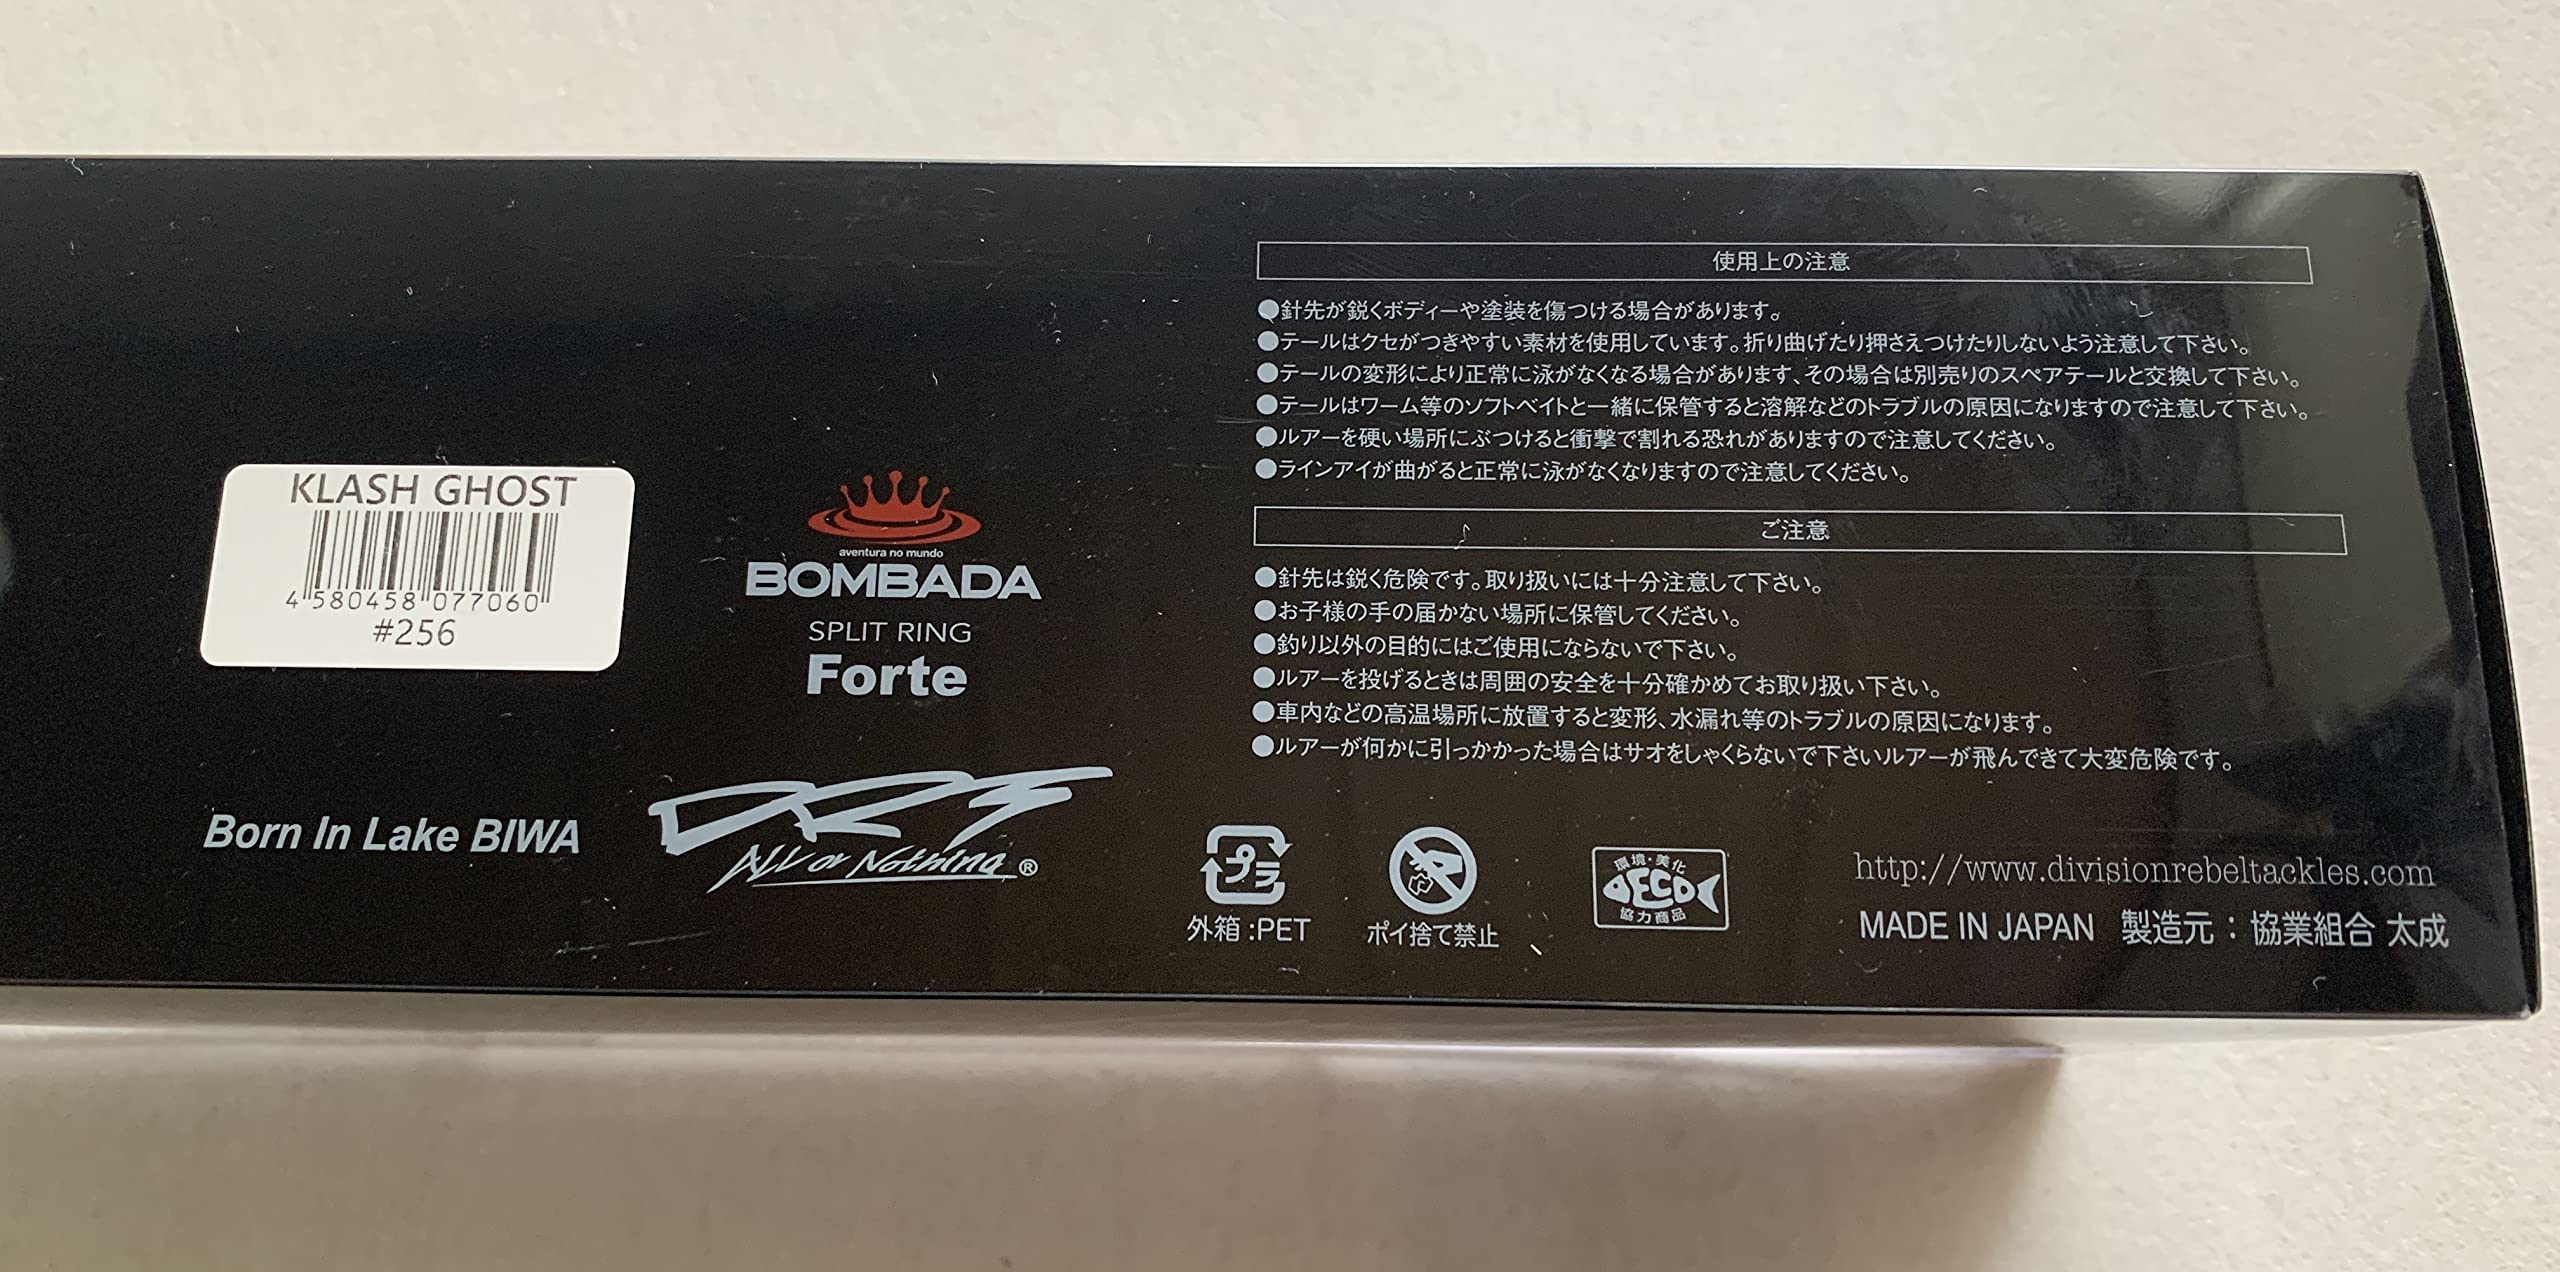 KLASH GHOST
4 580458 077060
#256
Born In Lake BIWA
aventura no mundo
BOMBADA
SPLIT RING
Forte
DRT
All or Nothing®
使用上の注意
●針先が鋭くボディーや塗装を傷つける場合があります。
●テールはクセがつきやすい素材を使用しています。折り曲げたり押さえつけたりしないよう注意して下さい。
●テールの変形により正常に泳がなくなる場合があります、その場合は別売りのスペアテールと交換して下さい。
●テールはワーム等のソフトベイトと一緒に保管すると溶解などのトラブルの原因になりますので注意して下さい。
●ルアーを硬い場所にぶつけると衝撃で割れる恐れがありますので注意してください。
●ラインアイが曲がると正常に泳がなくなりますので注意してください。
ご注意
●針先は鋭く危険です。取り扱いには十分注意して下さい。
●お子様の手の届かない場所に保管してください。
●釣り以外の目的にはご使用にならないで下さい。
●ルアーを投げるときは周囲の安全を十分確かめてお取り扱い下さい。
●車内などの高温場所に放置すると変形、水漏れ等のトラブルの原因になります。
●ルアーが何かに引っかかった場合はサオをしゃくらないで下さいルアーが飛んできて大変危険です。
プラ
外箱:PET
ポイ捨て禁止
環境・美化
ECO
協力商品
http://www.divisionrebeltackles.com
MADE IN JAPAN 製造元：協業組合 太成